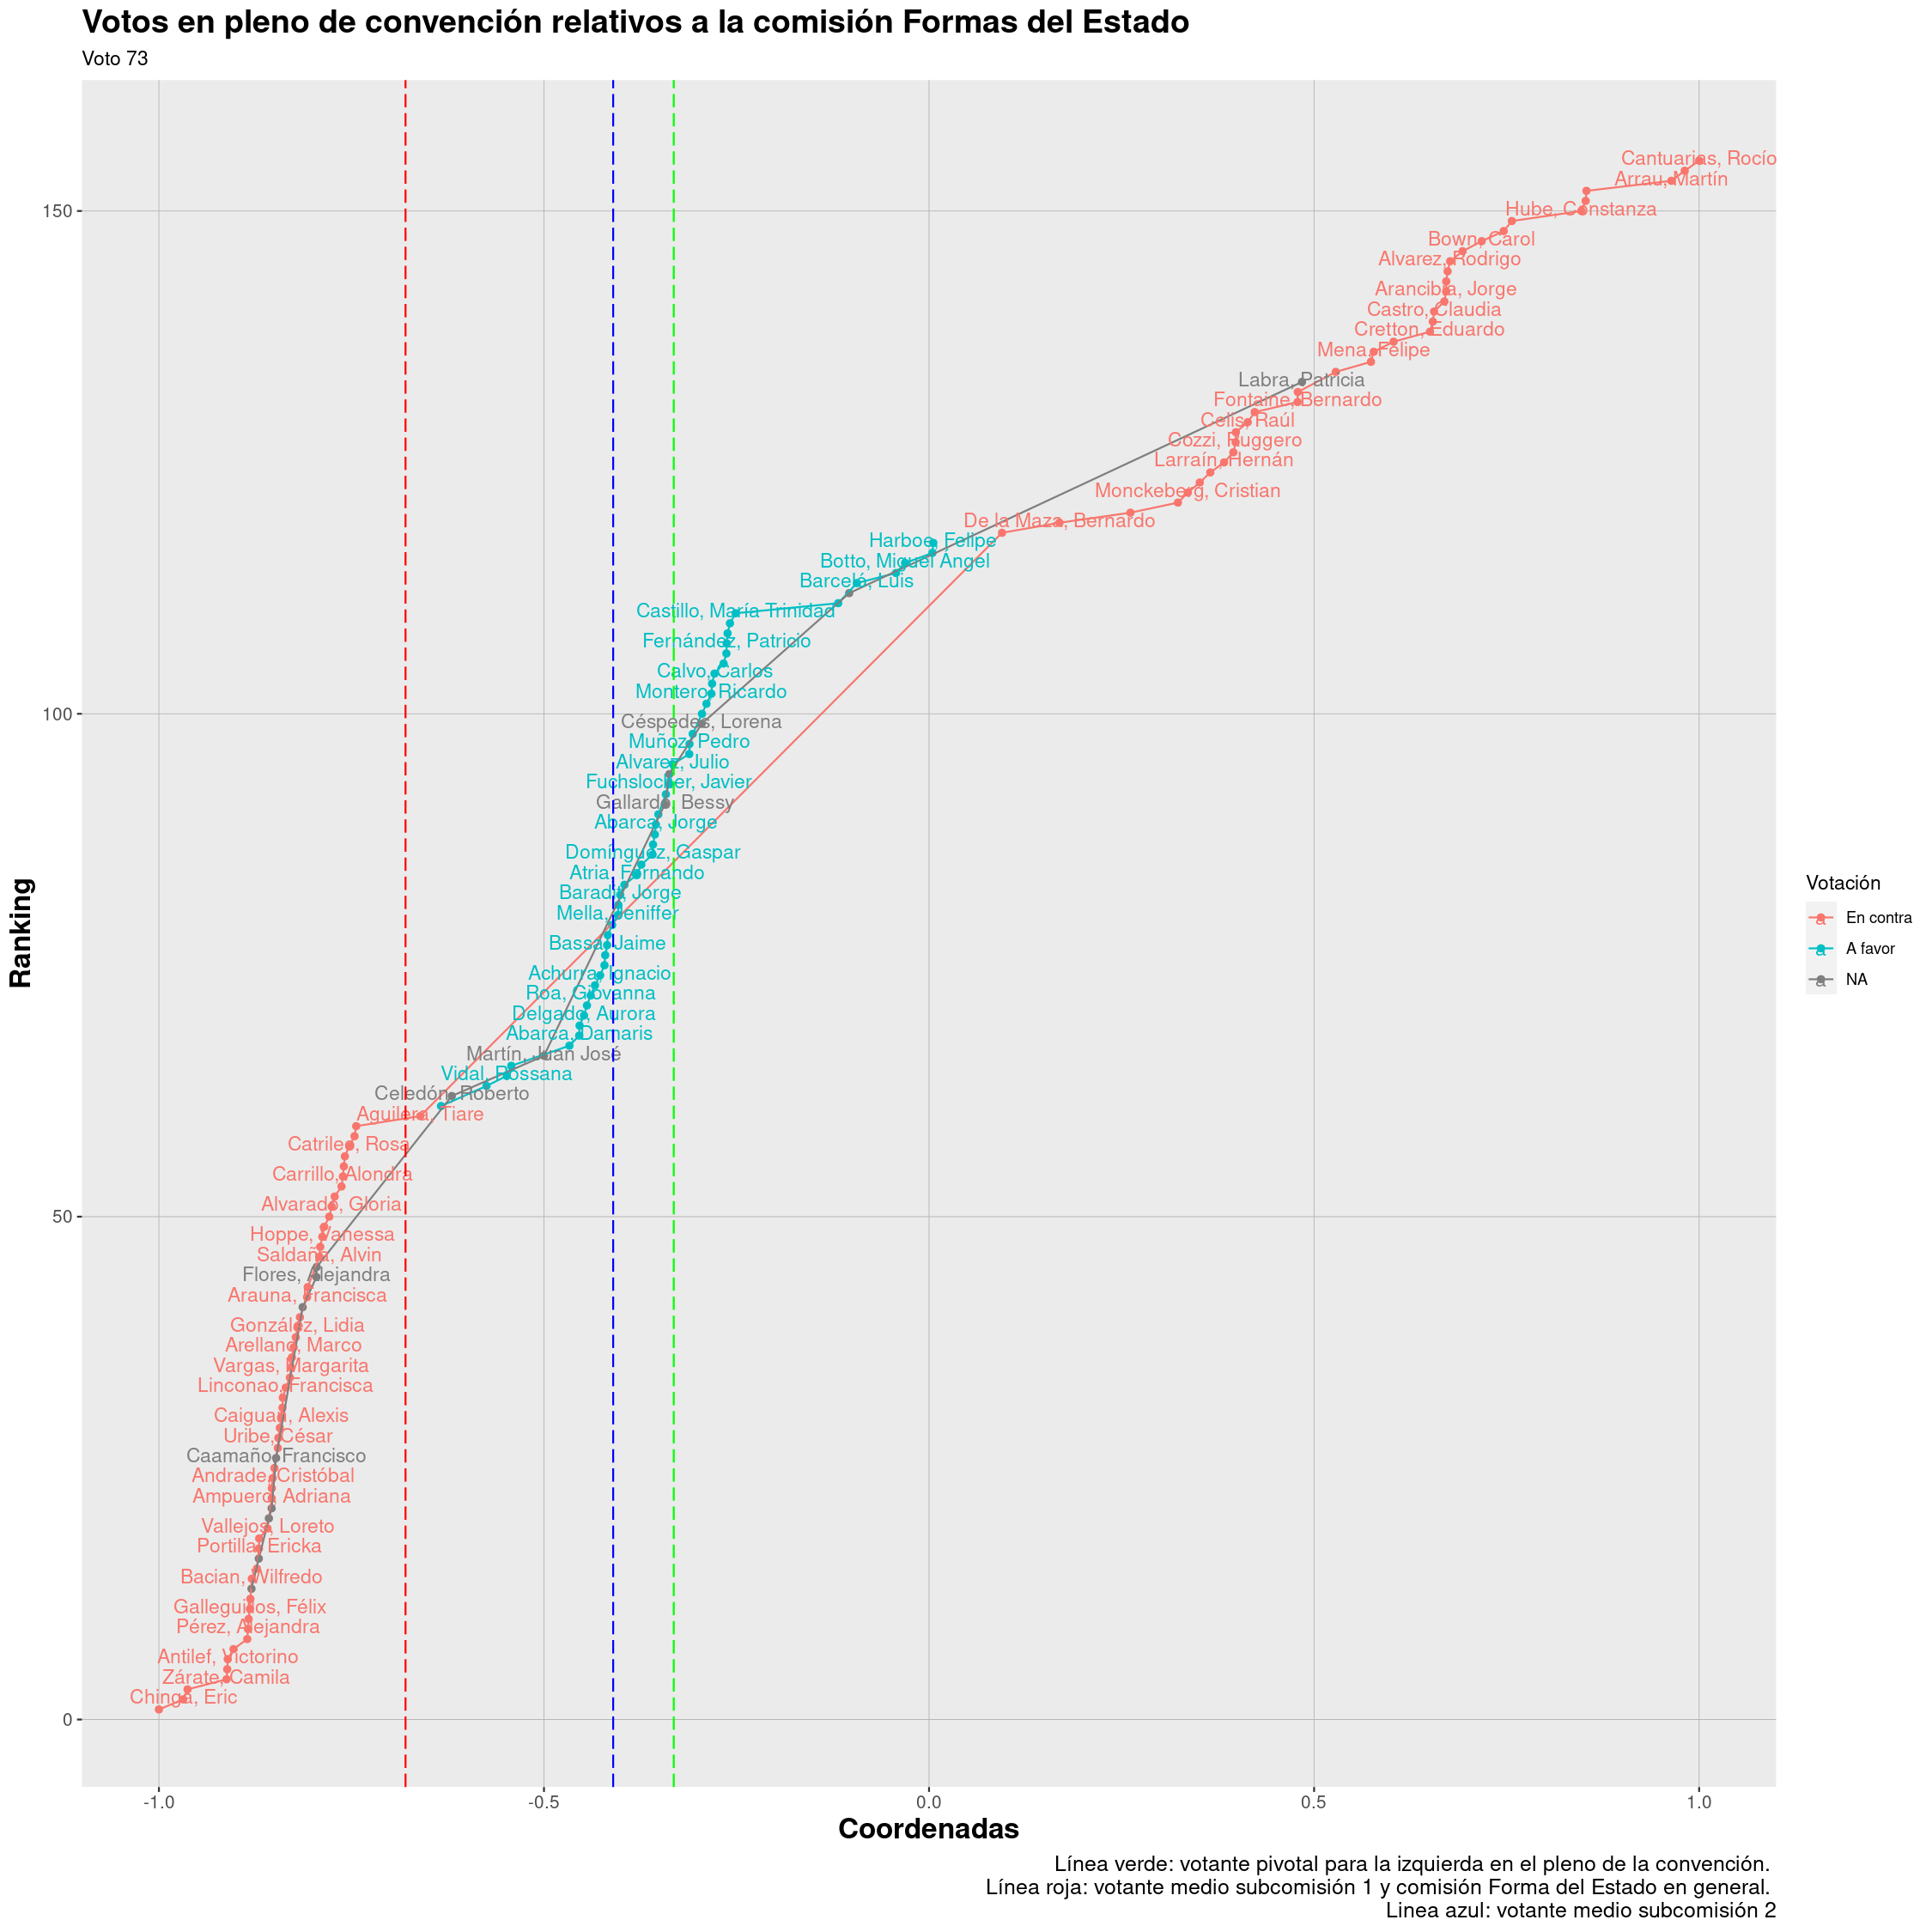 Votos en pleno de convención relativos a la comisión Formas del Estado
Voto 73
Cantuarias, Rocío
Arrau, Martín
150
Hube, Constanza
Bown, Carol
Alvarez, Rodrigo
Arancibia, Jorge
Castro, Claudia
Cretton, Eduardo
Mena, Felipe
Labra, Patricia
Fontaine, Bernardo
Celis, Raúl
Cozzi, Ruggero
Larraín, Hernán
Monckeberg, Cristian
De la Maza, Bernardo
Harboe, Felipe
Botto, Miguel Ángel
Barceló, Luis
Castillo, María Trinidad
Fernández, Patricio
Calvo, Carlos
Montero, Ricardo
100
Céspedes, Lorena
Muñoz, Pedro
Alvarez, Julio
Fuchslocher, Javier
Gallardo, Bessy
Abarca, Jorge
Domínguez, Gaspar
Atria, Fernando
Baradit, Jorge
Mella, Jeniffer
Bassa, Jaime
Achurra, Ignacio
Roa, Giovanna
Delgado, Aurora
Abarca, Damaris
Martín, Juan José
Vidal, Rossana
Celedón, Roberto
Aguilera, Tiare
Catrileo, Rosa
Carrillo, Alondra
Alvarado, Gloria
50
Hoppe, Vanessa
Saldaña, Alvin
Flores, Alejandra
Arauna, Francisca
González, Lidia
Arellano, Marco
Vargas, Margarita
Linconao, Francisca
Caiguan, Alexis
Uribe, César
Caamaño, Francisco
Andrade, Cristóbal
Ampuero, Adriana
Vallejos, Loreto
Portilla, Ericka
Bacian, Wilfredo
Galleguillos, Félix
Pérez, Alejandra
Antilef, Victorino
Zárate, Camila
Chinga, Eric
0
Ranking
-1.0
-0.5
0.0
0.5
1.0
Coordenadas
Votación
a En contra
a A favor
a NA
Línea verde: votante pivotal para la izquierda en el pleno de la convención.
Línea roja: votante medio subcomisión 1 y comisión Forma del Estado en general.
Linea azul: votante medio subcomisión 2